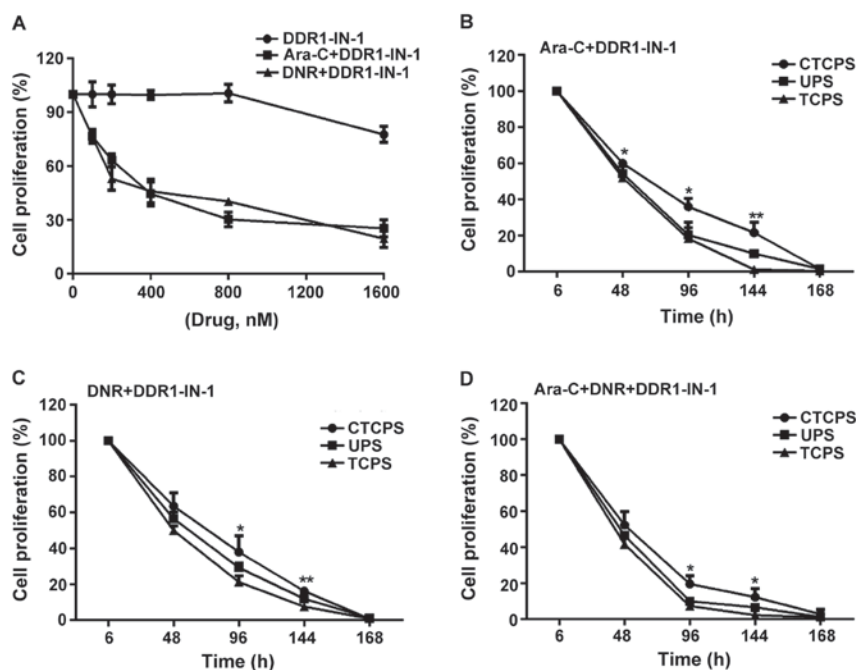 A
DDR1-IN-1
Ara-C+DDR1-IN-1
DNR+DDR1-IN-1
Cell proliferation (%)
120
90
60
30
0
0 400 800 1200 1600
(Drug, nM)
B
Ara-C+DDR1-IN-1
CTCPS
UPS
TCPS
Cell proliferation (%)
120
100
80
60
40
20
0
*
*
**
6 48 96 144 168
Time (h)
C
DNR+DDR1-IN-1
CTCPS
UPS
TCPS
Cell proliferation (%)
120
100
80
60
40
20
0
*
**
6 48 96 144 168
Time (h)
D
Ara-C+DNR+DDR1-IN-1
CTCPS
UPS
TCPS
Cell proliferation (%)
120
100
80
60
40
20
0
*
*
6 48 96 144 168
Time (h)